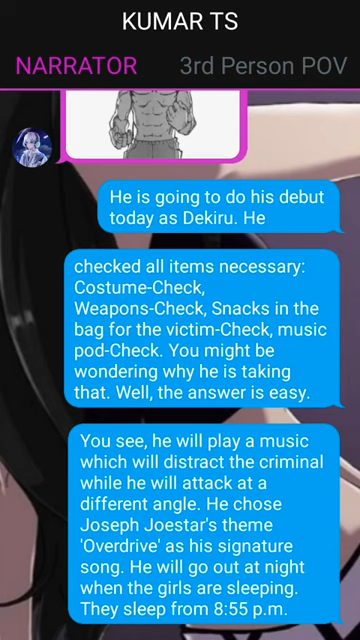 KUMAR TS
NARRATOR 3rd Person POV
He is going to do his debut
today as Dekiru. He
checked all items necessary:
Costume-Check,
Weapons-Check, Snacks in the
bag for the victim-Check, music
pod-Check. You might be
wondering why he is taking
that. Well, the answer is easy.
You see, he will play a music
which will distract the criminal
while he will attack at a
different angle. He chose
Joseph Joestar's theme
'Overdrive' as his signature
song. He will go out at night
when the girls are sleeping.
They sleep from 8:55 p.m.